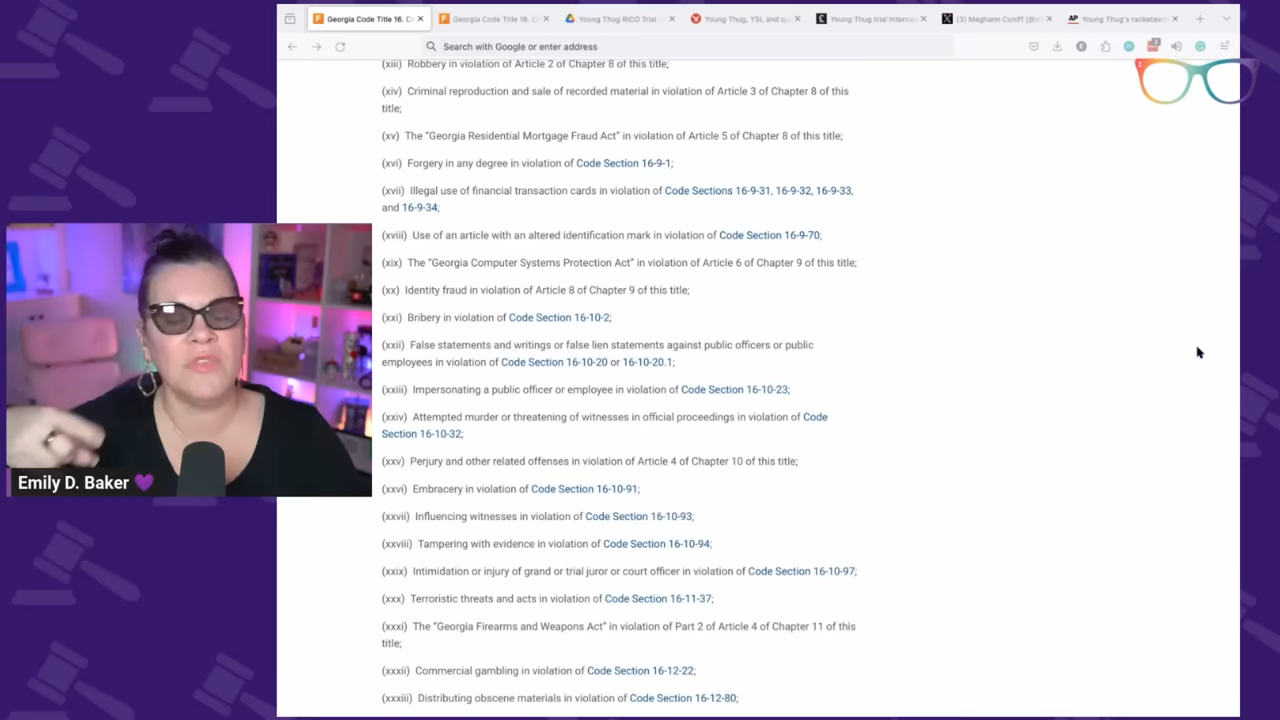 Georgia Code Title 16. C
Georgia Code Title 16. C
Young Thug RICO Trial -
Young Thug, YSL and
Young Thug trial interrup
(3) Meghann Cuniff
AP
Young Thug's racketee
Search with Google or enter address
(xiii) Robbery in violation of Article 2 of Chapter 8 of this title;
(xiv) Criminal reproduction and sale of recorded material in violation of Article 3 of Chapter 8 of this
title;
(xv) The “Georgia Residential Mortgage Fraud Act” in violation of Article 5 of Chapter 8 of this title;
(xvi) Forgery in any degree in violation of Code Section 16-9-1;
(xvii) Illegal use of financial transaction cards in violation of Code Sections 16-9-31, 16-9-32, 16-9-33,
and 16-9-34;
(xviii) Use of an article with an altered identification mark in violation of Code Section 16-9-70;
(xix) The “Georgia Computer Systems Protection Act” in violation of Article 6 of Chapter 9 of this title;
(xx) Identity fraud in violation of Article 8 of Chapter 9 of this title;
(xxi) Bribery in violation of Code Section 16-10-2;
(xxii) False statements and writings or false lien statements against public officers or public
employees in violation of Code Section 16-10-20 or 16-10-20.1;
(xxiii) Impersonating a public officer or employee in violation of Code Section 16-10-23;
(xxiv) Attempted murder or threatening of witnesses in official proceedings in violation of Code
Section 16-10-32;
(xxv) Perjury and other related offenses in violation of Article 4 of Chapter 10 of this title;
(xxvi) Embracery in violation of Code Section 16-10-91;
(xxvii) Influencing witnesses in violation of Code Section 16-10-93;
(xxviii) Tampering with evidence in violation of Code Section 16-10-94;
(xxix) Intimidation or injury of grand or trial juror or court officer in violation of Code Section 16-10-97;
(xxx) Terroristic threats and acts in violation of Code Section 16-11-37;
(xxxi) The “Georgia Firearms and Weapons Act” in violation of Part 2 of Article 4 of Chapter 11 of this
title;
(xxxii) Commercial gambling in violation of Code Section 16-12-22;
(xxxiii) Distributing obscene materials in violation of Code Section 16-12-80;
Emily D. Baker 💜